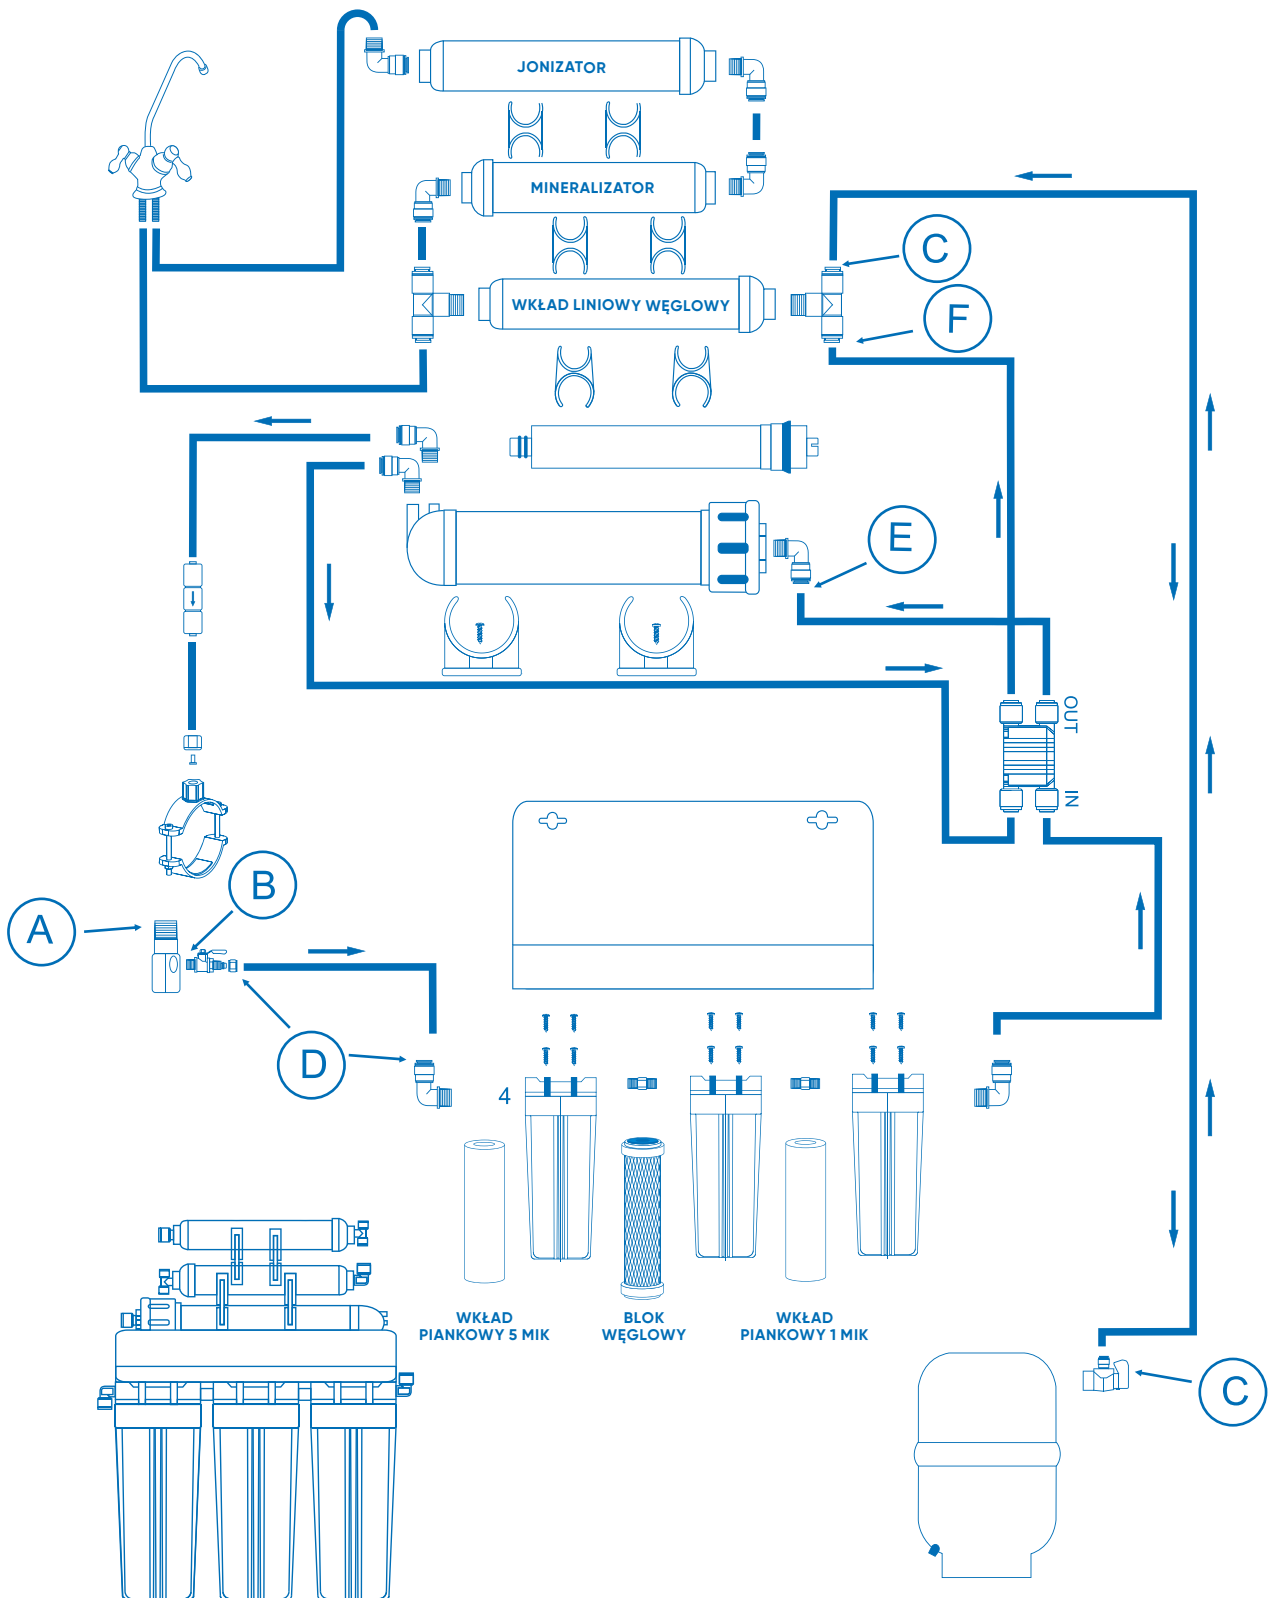 JONIZATOR
MINERALIZATOR
C
WKŁAD LINIOWY WĘGLOWY
F
E
OUT
IN
B
A
D
4
WKŁAD
PIANKOWY 5 MIK
BLOK
WĘGLOWY
WKŁAD
PIANKOWY 1 MIK
C